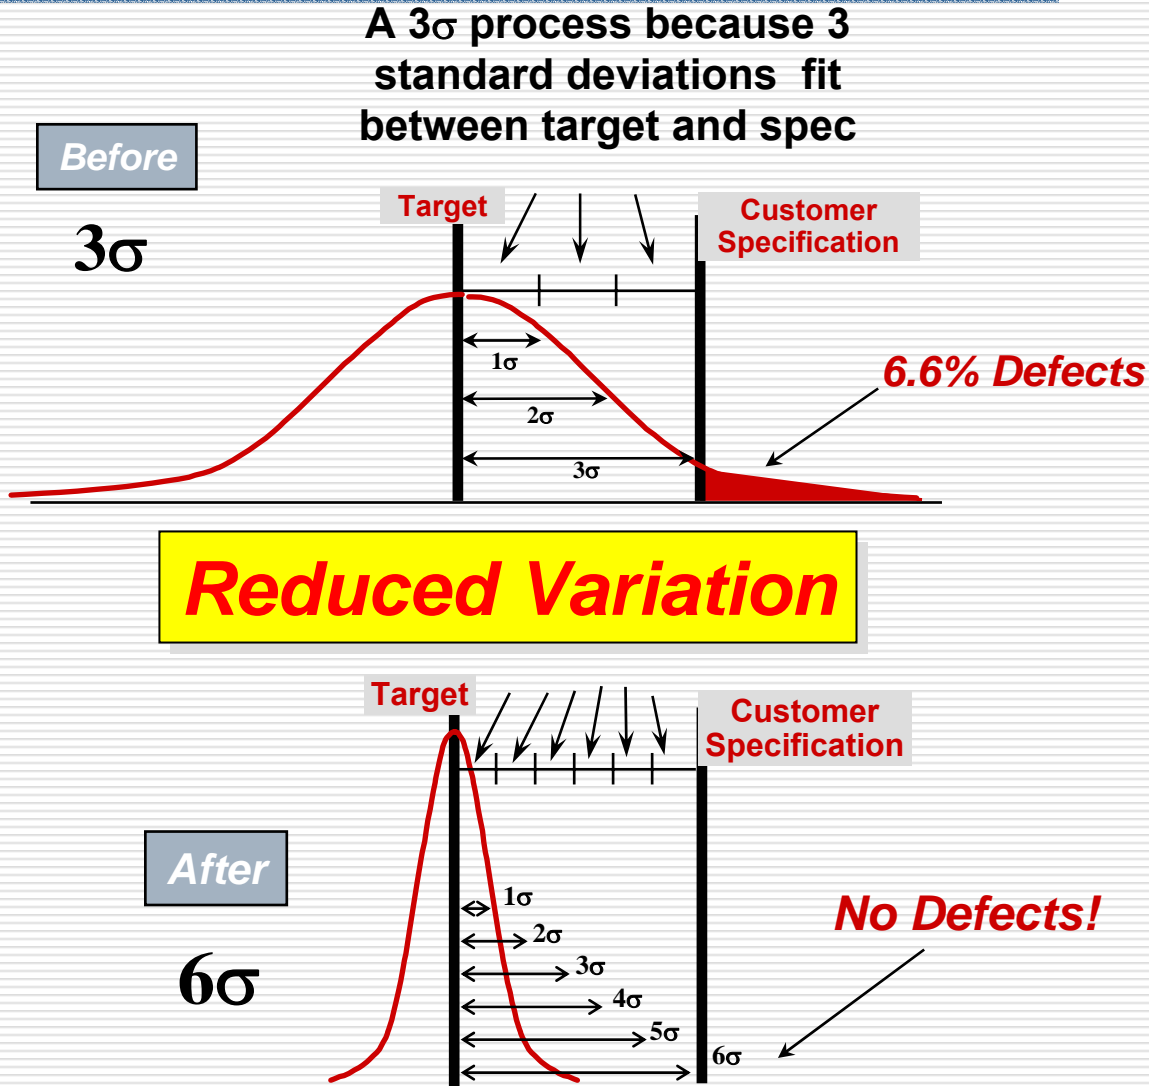 A 3σ process because 3
standard deviations fit
between target and spec
Before
3σ
Target
Customer
Specification
1σ
2σ
3σ
6.6% Defects
Reduced Variation
Target
Customer
Specification
After
6σ
1σ
2σ
3σ
4σ
5σ
6σ
No Defects!